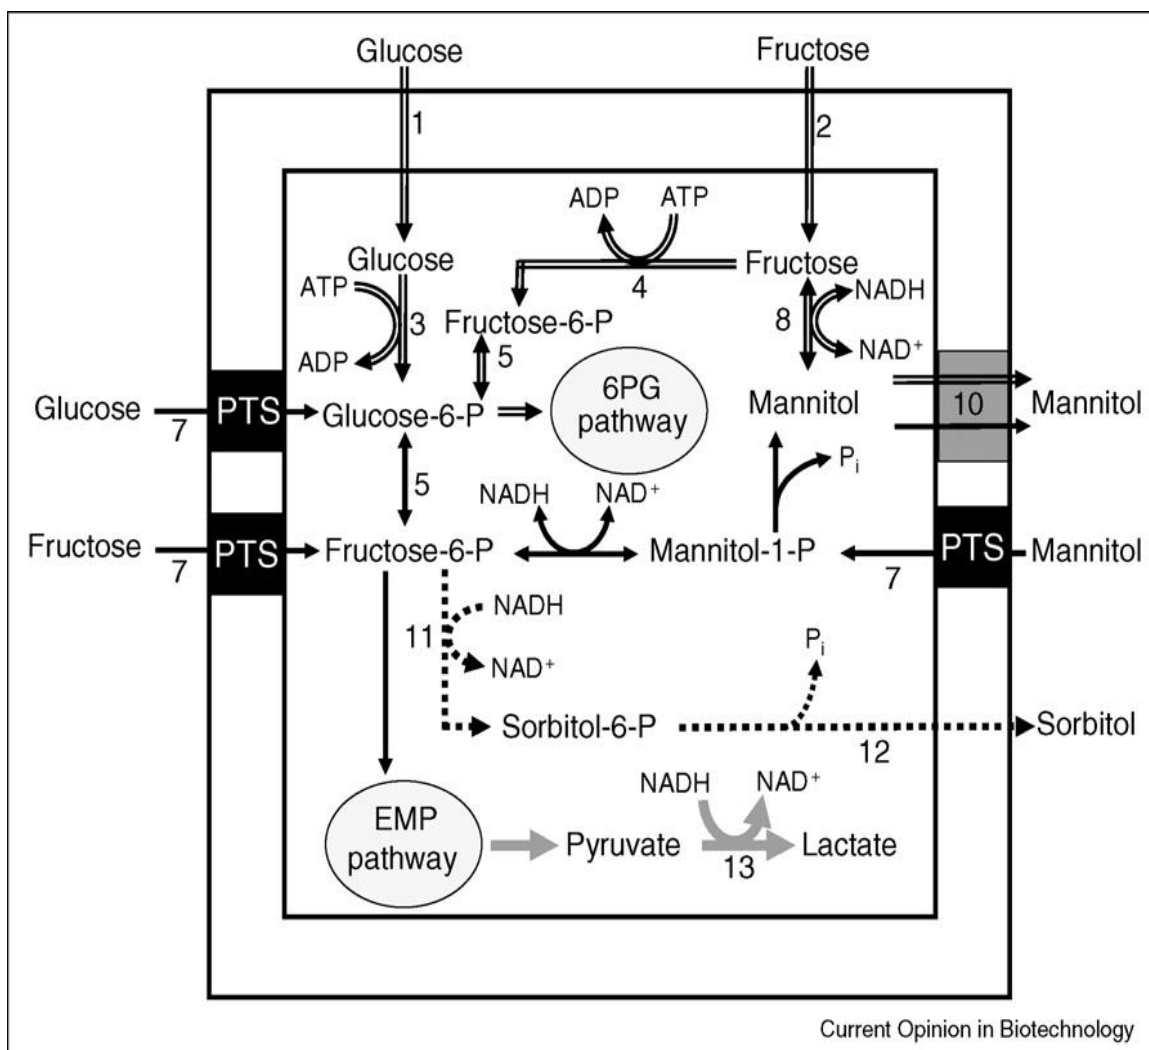 Glucose
Fructose
1
2
ADP
ATP
Glucose
Fructose
ATP
4
NADH
3
Fructose-6-P
8
ADP
5
NAD⁺
6PG
pathway
Glucose
PTS
Glucose-6-P
Mannitol
10
Mannitol
7
Pᵢ
5
NADH
NAD⁺
Fructose
PTS
Fructose-6-P
Mannitol-1-P
PTS
Mannitol
7
7
NADH
11
Pᵢ
NAD⁺
Sorbitol-6-P
Sorbitol
12
NADH
NAD⁺
EMP
pathway
Pyruvate
Lactate
13
Current Opinion in Biotechnology